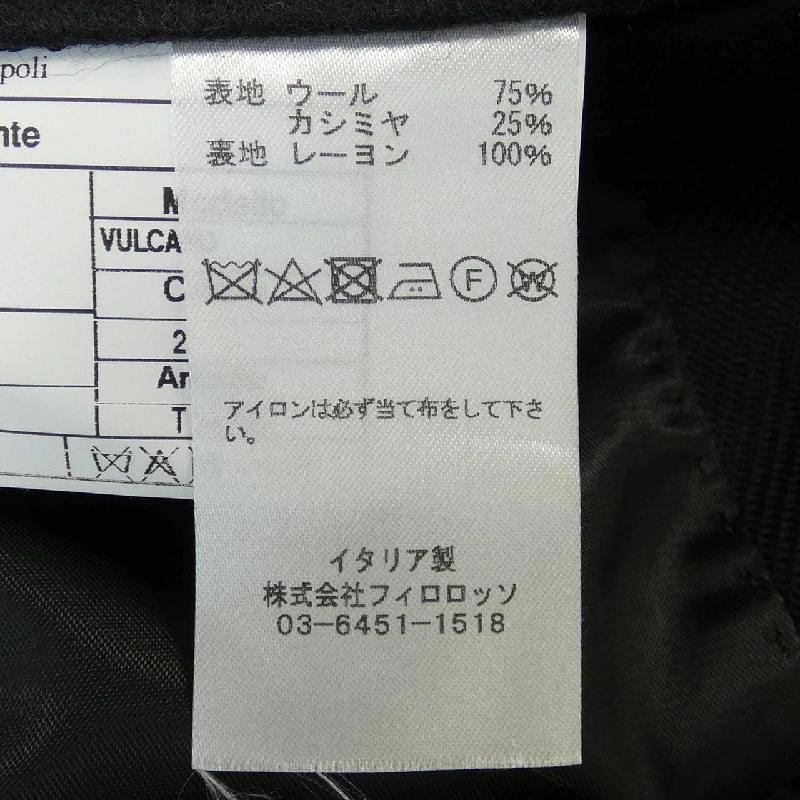 poli
nte
VULCA
C
2
Ar
T
表地 ウール 75%
カシミヤ 25%
裏地 レーヨン 100%
F W
アイロンは必ず当て布をして下さ
い。
イタリア製
株式会社フィロロッソ
03-6451-1518